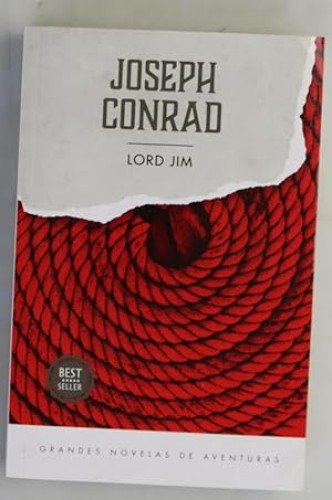 JOSEPH
CONRAD
LORD JIM
BEST
SELLER
GRANDES NOVELAS DE AVENTURAS